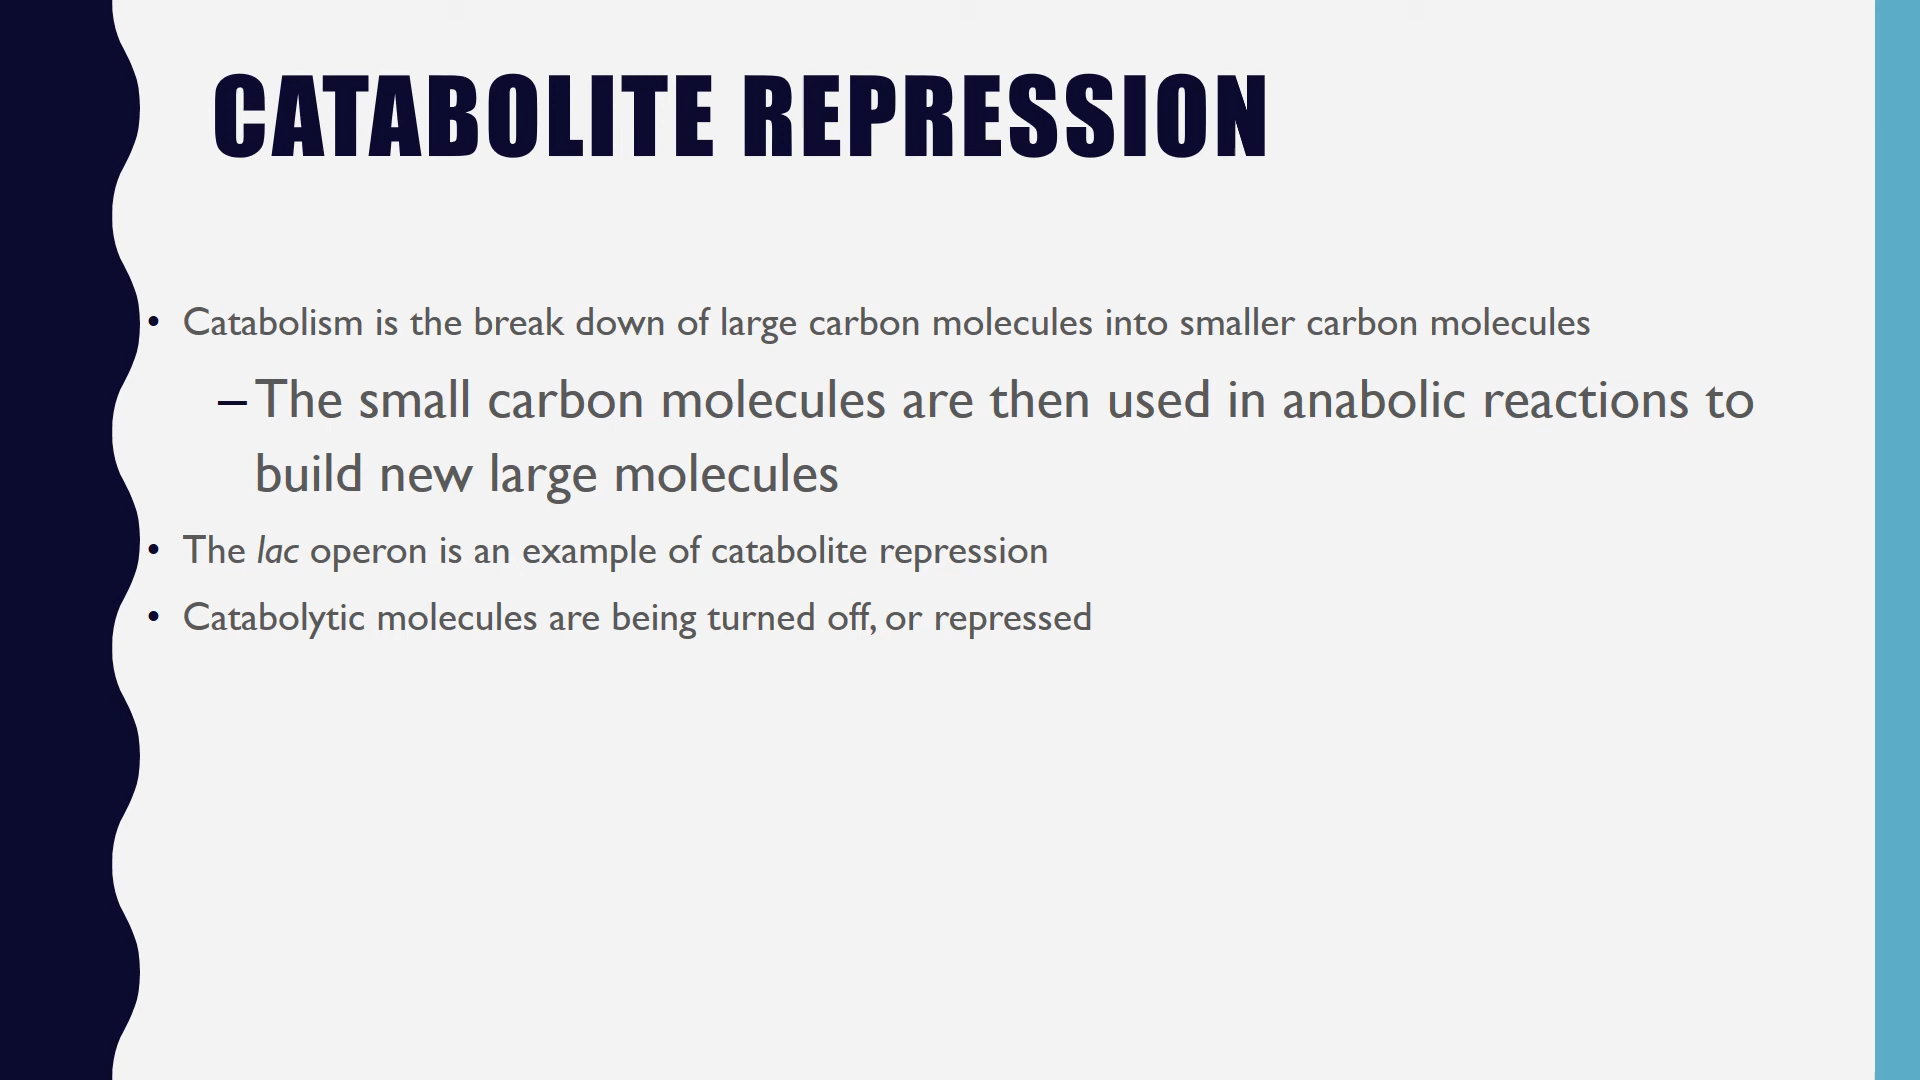 CATABOLITE REPRESSION
• Catabolism is the break down of large carbon molecules into smaller carbon molecules
– The small carbon molecules are then used in anabolic reactions to
build new large molecules
• The lac operon is an example of catabolite repression
• Catabolytic molecules are being turned off, or repressed